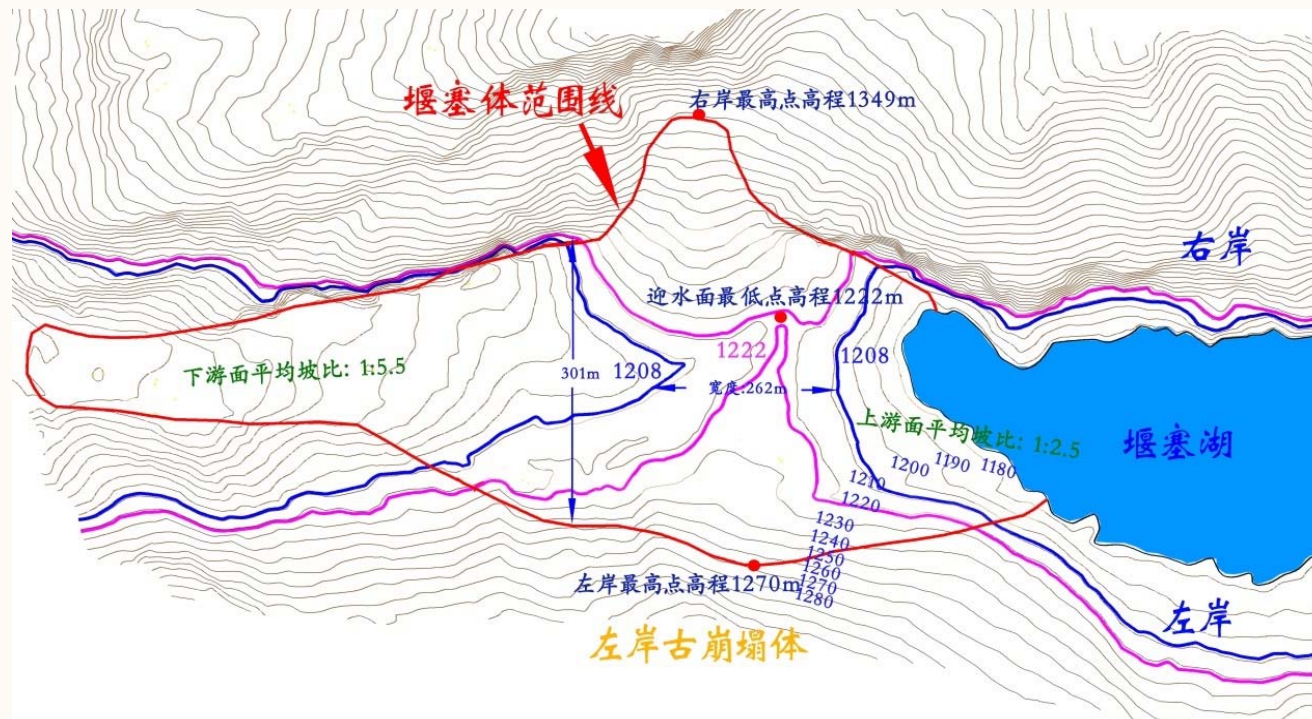 堰塞体范围线
右岸最高点高程1349m
右岸
迎水面最低点高程1222m
1222
1208
301m
1208
宽度:262m
下游面平均坡比: 1:5.5
上游面平均坡比: 1:2.5
堰塞湖
1180
1190
1200
1210
1220
1230
1240
1250
1260
1270
1280
左岸最高点高程1270m
左岸
左岸古崩塌体